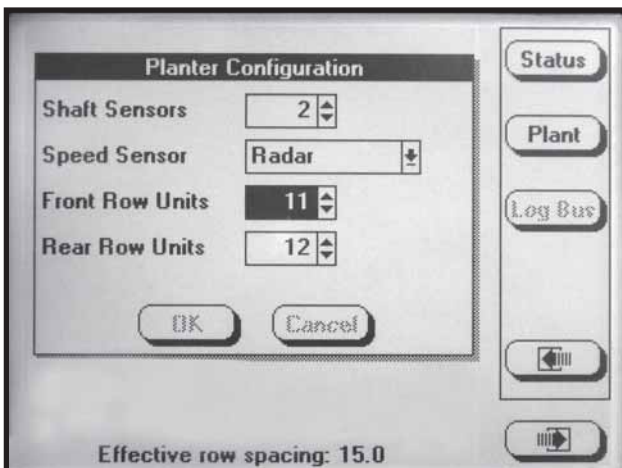 Planter Configuration
Shaft Sensors 2
Speed Sensor Radar
Front Row Units 11
Rear Row Units 12
OK Cancel
Status
Plant
Log Bus
Effective row spacing: 15.0